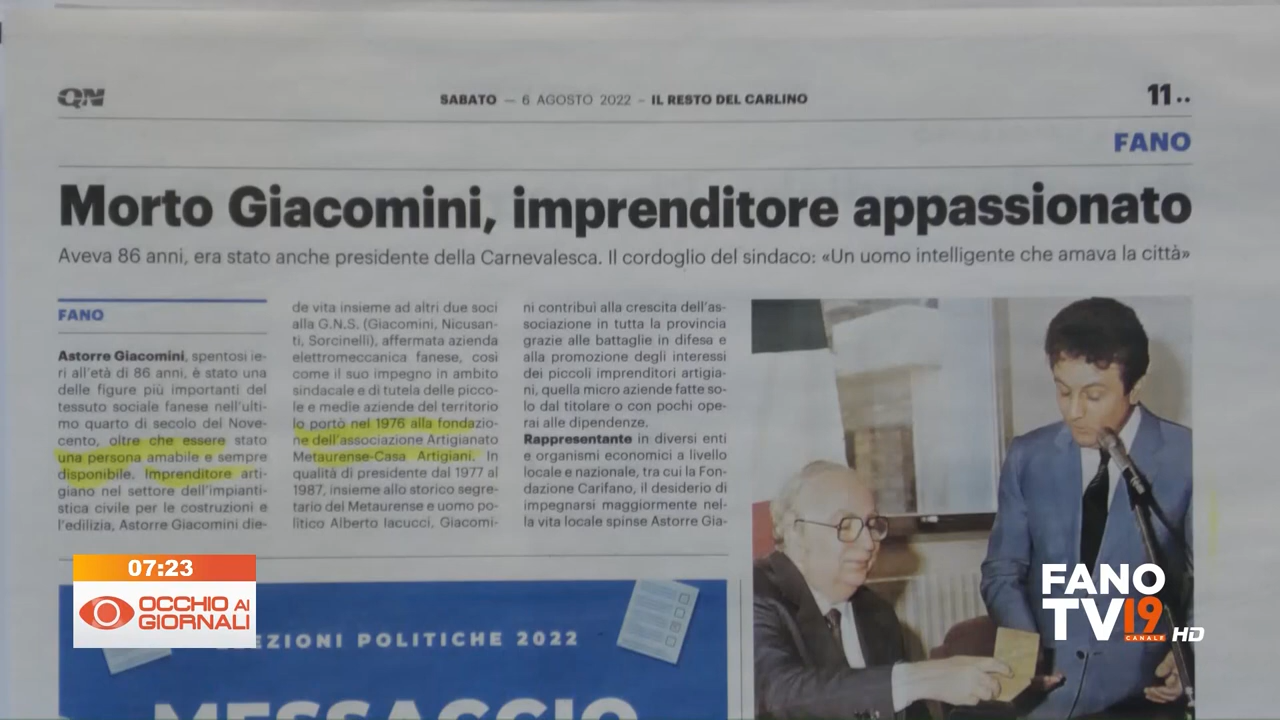 QN
SABATO — 6 AGOSTO 2022 – IL RESTO DEL CARLINO
11 ..
FANO
Morto Giacomini, imprenditore appassionato
Aveva 86 anni, era stato anche presidente della Carnevalesca. Il cordoglio del sindaco: «Un uomo intelligente che amava la città»
FANO
Astorre Giacomini, spentosi ie-
ri all'età di 86 anni, è stato una
delle figure più importanti del
tessuto sociale fanese nell'ulti-
mo quarto di secolo del Nove-
cento, oltre che essere stato
una persona amabile e sempre
disponibile. Imprenditore arti-
giano nel settore dell'impianti-
stica civile per le costruzioni e
l'edilizia, Astorre Giacomini die-
de vita insieme ad altri due soci
alla G.N.S. (Giacomini, Nicusan-
ti, Sorcinelli), affermata azienda
elettromeccanica fanese, così
come il suo impegno in ambito
sindacale e di tutela delle picco-
le e medie aziende del territorio
lo portò nel 1976 alla fondazio-
ne dell'associazione Artigianato
Metaurense-Casa Artigiani. In
qualità di presidente dal 1977 al
1987, insieme allo storico segre-
tario del Metaurense e uomo po-
litico Alberto Iacucci, Giacomi-
ni contribuì alla crescita dell'as-
sociazione in tutta la provincia
grazie alle battaglie in difesa e
alla promozione degli interessi
dei piccoli imprenditori artigia-
ni, quella micro aziende fatte so-
lo dal titolare o con pochi ope-
rai alle dipendenze.
Rappresentante in diversi enti
e organismi economici a livello
locale e nazionale, tra cui la Fon-
dazione Carifano, il desiderio di
impegnarsi maggiormente nel-
la vita locale spinse Astorre Gia-
EZIONI POLITICHE 2022
MESSAGGIO
07:23
OCCHIO AI
GIORNALI
FANO
TV19
CANALE HD